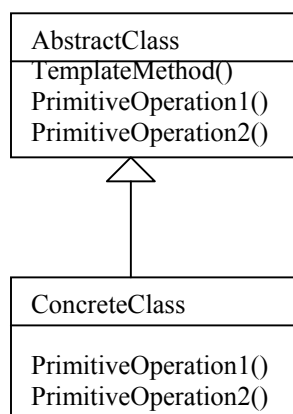 AbstractClass
TemplateMethod()
PrimitiveOperation1()
PrimitiveOperation2()
ConcreteClass
PrimitiveOperation1()
PrimitiveOperation2()